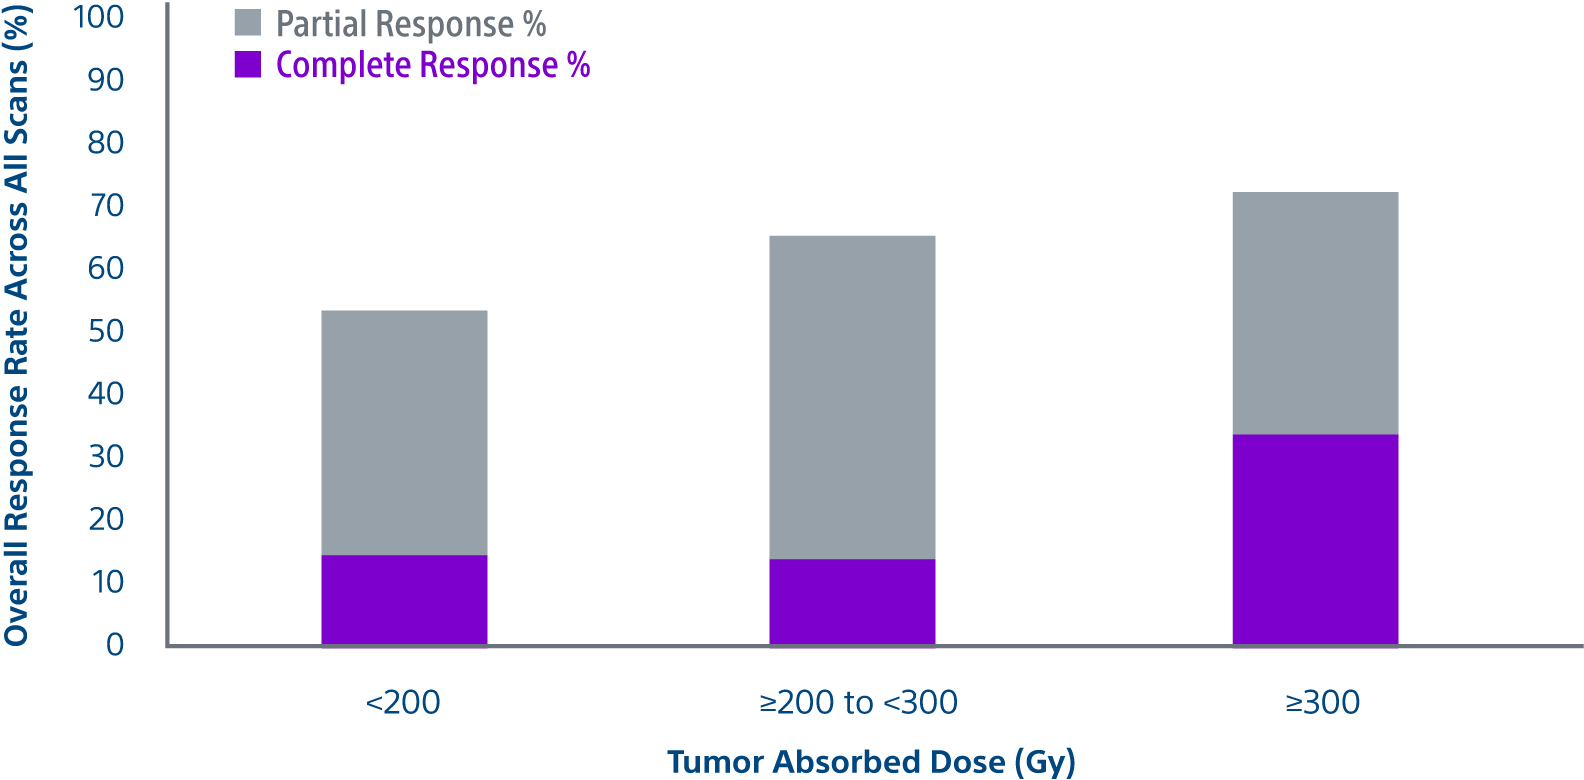 Overall Response Rate Across All Scans (%)
Partial Response %
Complete Response %
100
90
80
70
60
50
40
30
20
10
0
<200
≥200 to <300
≥300
Tumor Absorbed Dose (Gy)